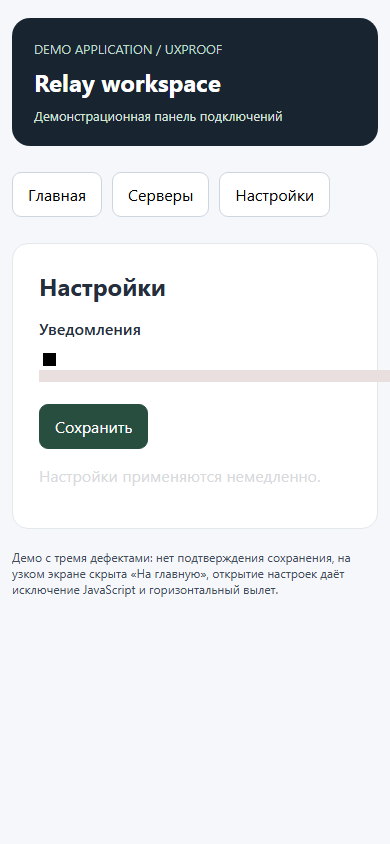 DEMO APPLICATION / UXPROOF
Relay workspace
Демонстрационная панель подключений
Главная
Серверы
Настройки
Настройки
Уведомления
Сохранить
Настройки применяются немедленно.
Демо с тремя дефектами: нет подтверждения сохранения, на
узком экране скрыта «На главную», открытие настроек даёт
исключение JavaScript и горизонтальный вылет.